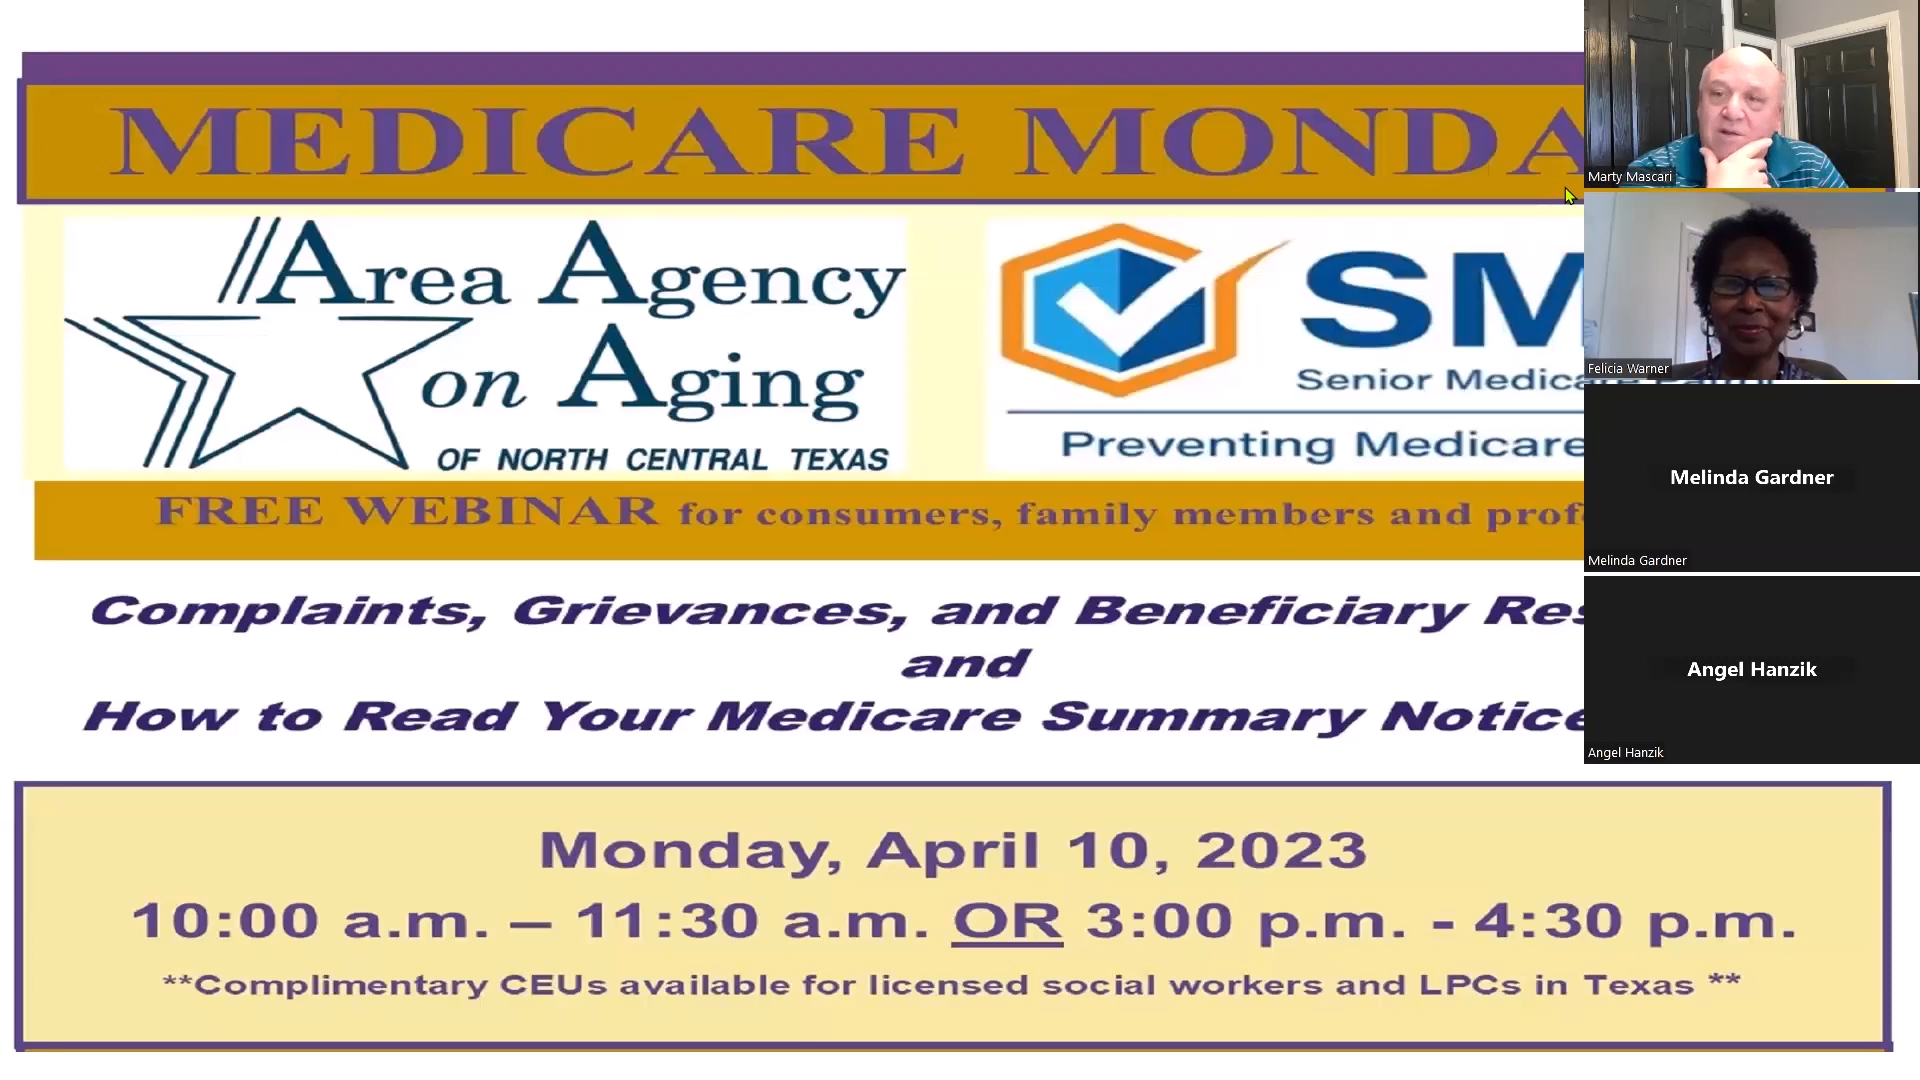 MEDICARE MONDA
Area Agency
on Aging
OF NORTH CENTRAL TEXAS
SM
Senior Medicare Patrol
Preventing Medicare
FREE WEBINAR for consumers, family members and prof
Complaints, Grievances, and Beneficiary Res
and
How to Read Your Medicare Summary Notice
Monday, April 10, 2023
10:00 a.m. – 11:30 a.m. OR 3:00 p.m. - 4:30 p.m.
**Complimentary CEUs available for licensed social workers and LPCs in Texas **
Marty Mascari
Felicia Warner
Melinda Gardner
Melinda Gardner
Angel Hanzik
Angel Hanzik